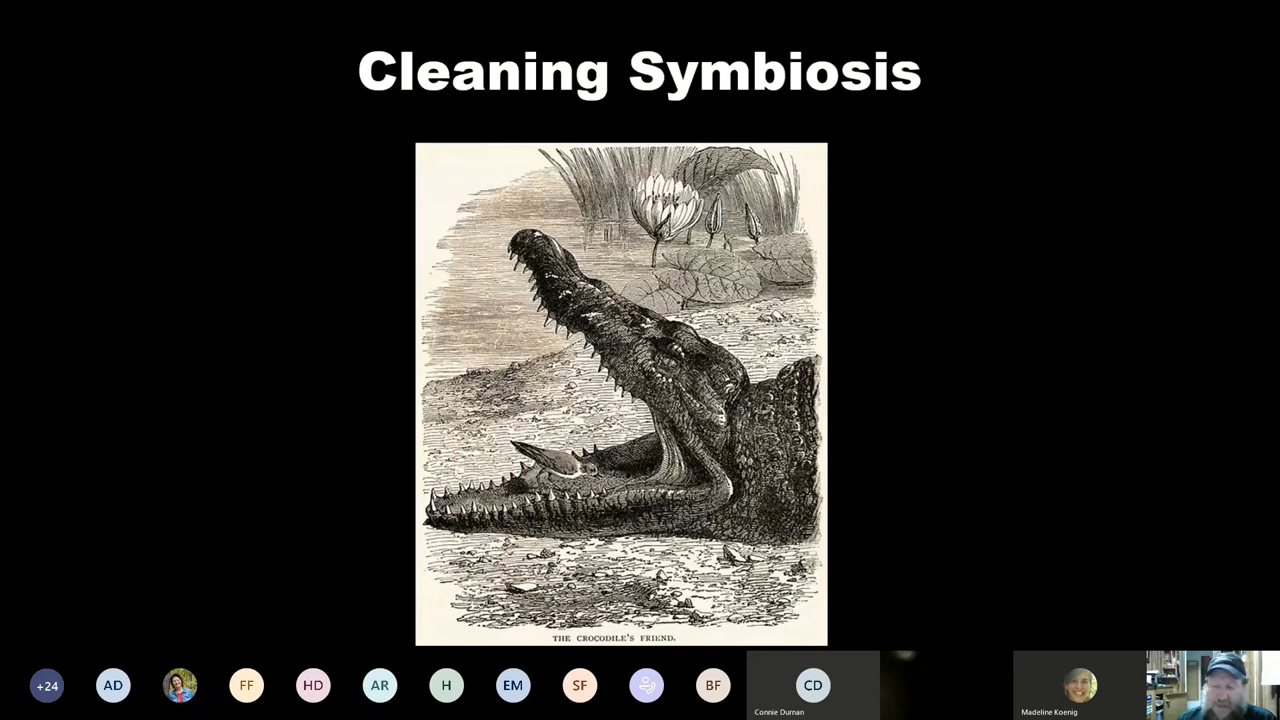 Cleaning Symbiosis
THE CROCODILE'S FRIEND.
+24
AD
FF
HD
AR
H
EM
SF
BF
CD
Connie Durnan
Madeline Koenig